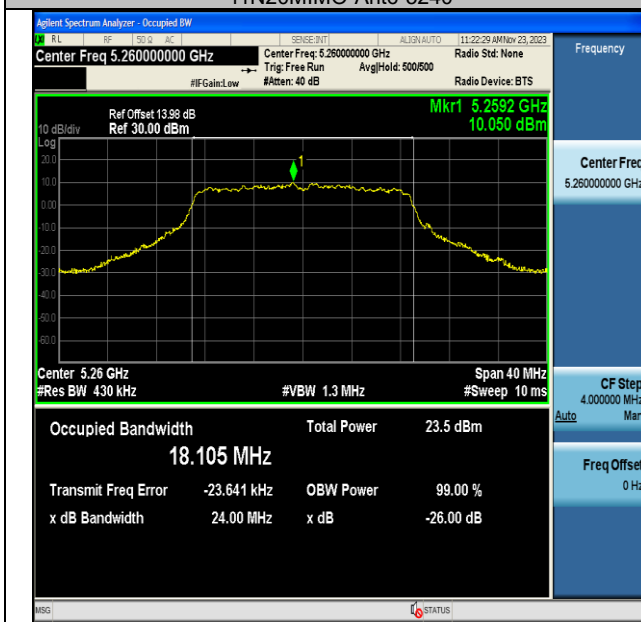 Agilent Spectrum Analyzer - Occupied BW
RL RF 50 Ω AC SENSE:INT ALIGN AUTO 11:22:29 AM Nov 23, 2023
Center Freq 5.260000000 GHz Center Freq: 5.260000000 GHz Radio Std: None
Trig: Free Run Avg|Hold: 500/500
#IFGain:Low #Atten: 40 dB Radio Device: BTS
Ref Offset 13.98 dB Mkr1 5.2592 GHz
10 dB/div Ref 30.00 dBm 10.050 dBm
Log
20.0
10.0
0.00
-10.0
-20.0
-30.0
-40.0
-50.0
-60.0
1
Center 5.26 GHz Span 40 MHz
#Res BW 430 kHz #VBW 1.3 MHz #Sweep 10 ms
Occupied Bandwidth Total Power 23.5 dBm
18.105 MHz
Transmit Freq Error -23.641 kHz OBW Power 99.00 %
x dB Bandwidth 24.00 MHz x dB -26.00 dB
MSG STATUS
Frequency
Center Freq
5.260000000 GHz
CF Step
4.000000 MHz
Auto Man
Freq Offset
0 Hz